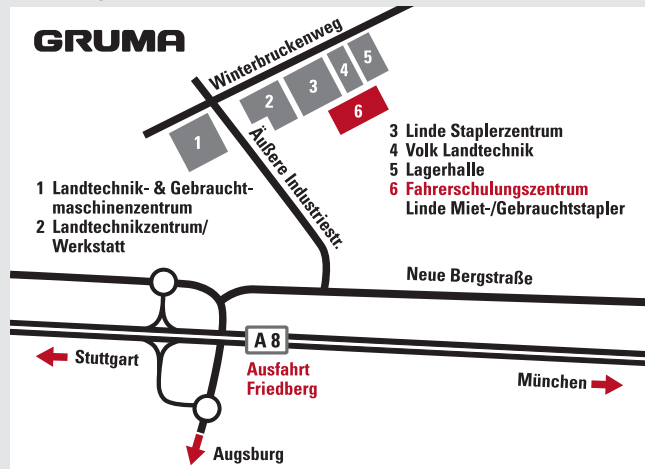 GRUMA
Winterbruckenweg
1
2
3
4
5
6
Äußere Industriestr.
3 Linde Staplerzentrum
4 Volk Landtechnik
5 Lagerhalle
6 Fahrerschulungszentrum
Linde Miet-/Gebrauchtstapler
1 Landtechnik- & Gebraucht-
maschinenzentrum
2 Landtechnikzentrum/
Werkstatt
Neue Bergstraße
A 8
Stuttgart
Ausfahrt
Friedberg
München
Augsburg